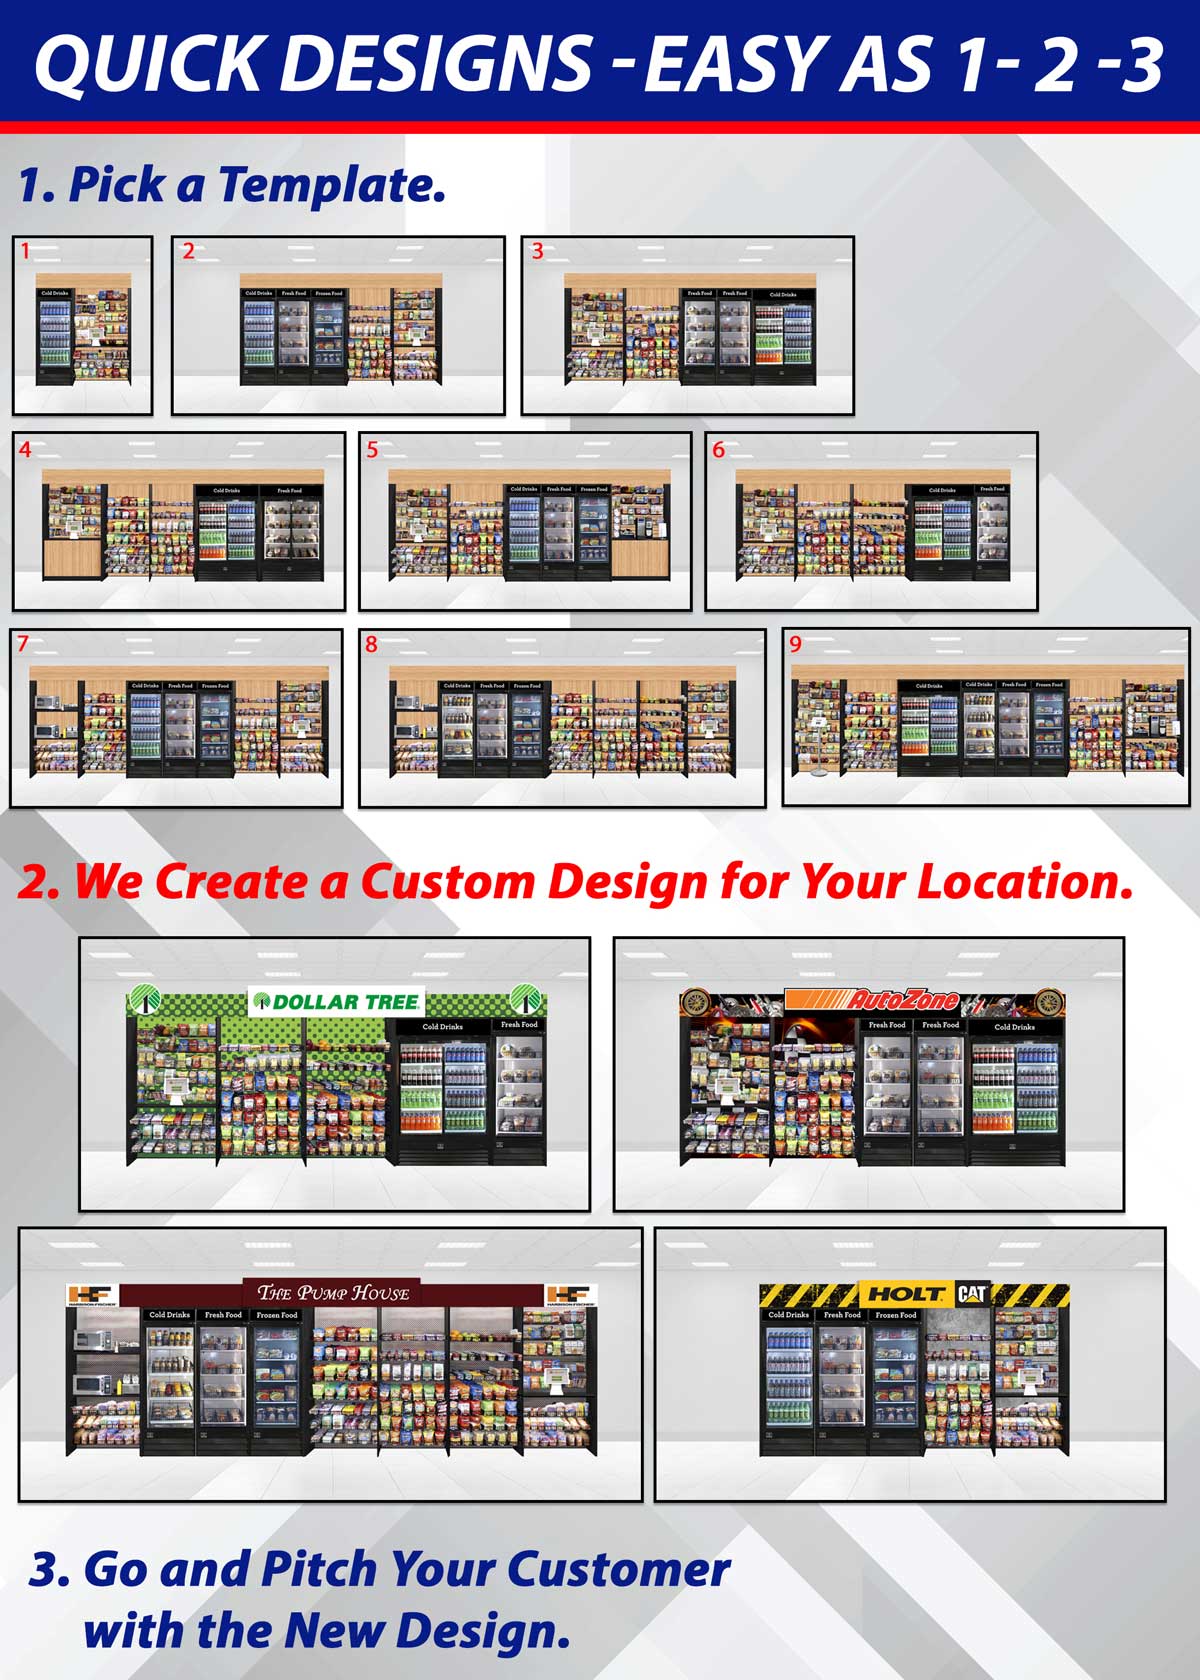 QUICK DESIGNS - EASY AS 1- 2 -3
1. Pick a Template.
1
Cold Drinks
2
Cold Drinks Fresh Food Frozen Food
3
Fresh Food Fresh Food Cold Drinks
4
Cold Drinks Fresh Food
5
Cold Drinks Fresh Food Frozen Food
6
Cold Drinks Fresh Food
7
Cold Drinks Fresh Food Frozen Food
8
Cold Drinks Fresh Food Frozen Food
9
Cold Drinks Cold Drinks Fresh Food Frozen Food
2. We Create a Custom Design for Your Location.
1 DOLLAR TREE 1
Cold Drinks Fresh Food
AutoZone
Fresh Food Fresh Food Cold Drinks
HF HARBISON-FISCHER THE PUMP HOUSE HF HARBISON-FISCHER
Cold Drinks Fresh Food Frozen Food
HOLT CAT
Cold Drinks Fresh Food Frozen Food
3. Go and Pitch Your Customer
with the New Design.